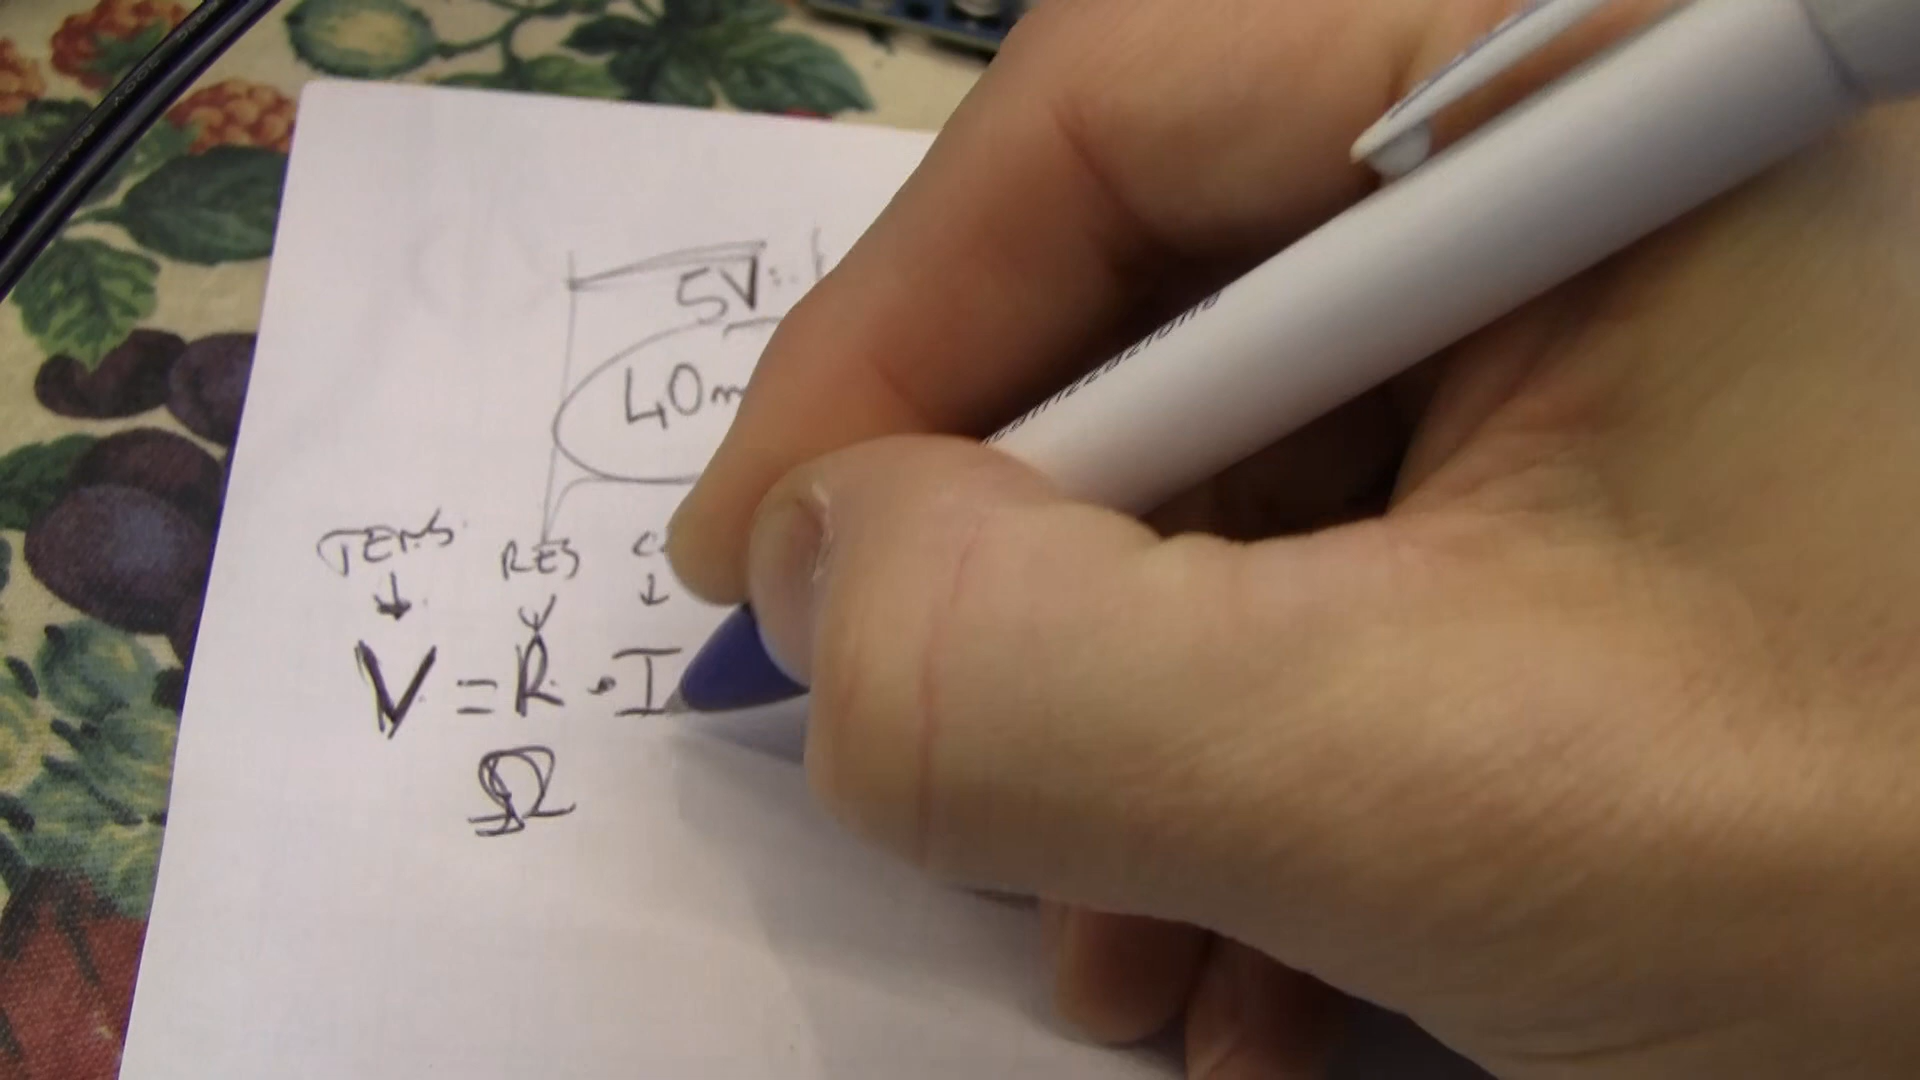 5V
40m
TENS. RES
↓ ↓ ↓
V = R · I
Ω